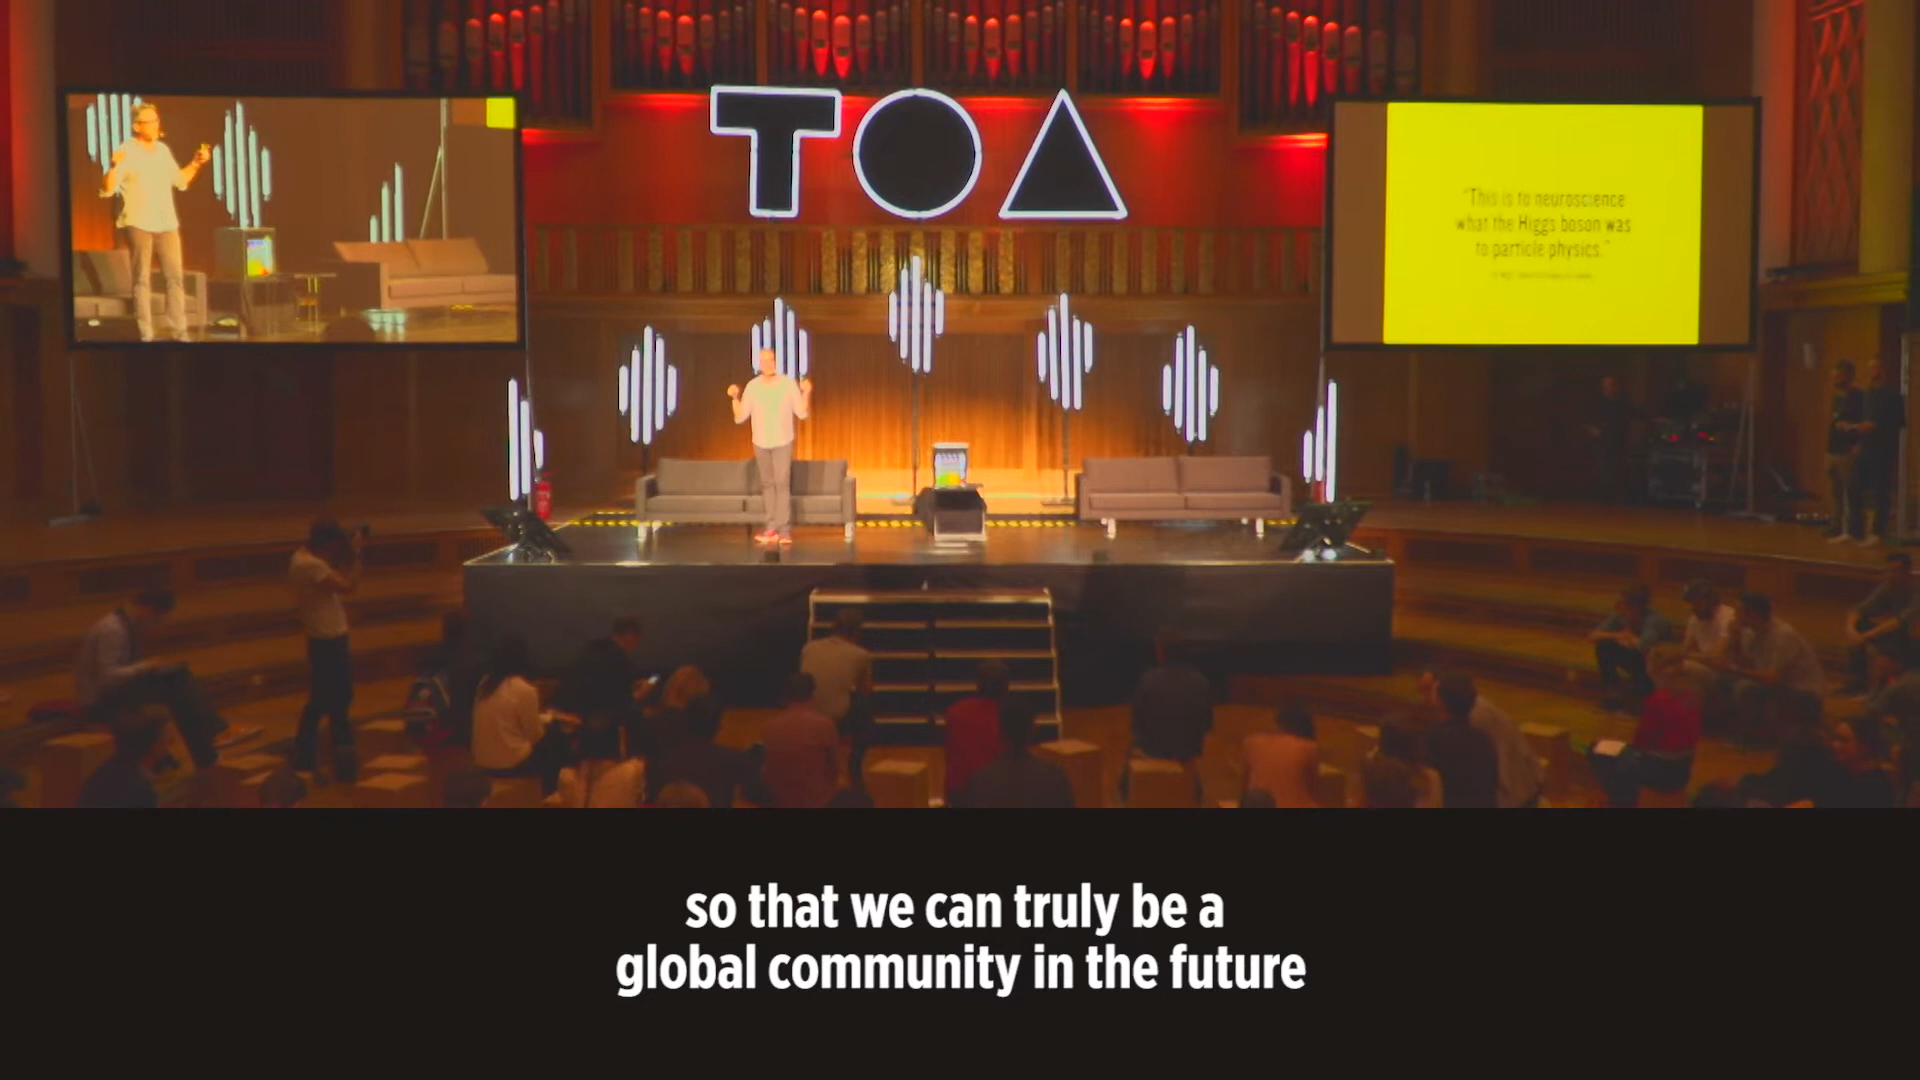 TOA
"This is to neuroscience
what the Higgs boson was
to particle physics."
so that we can truly be a
global community in the future